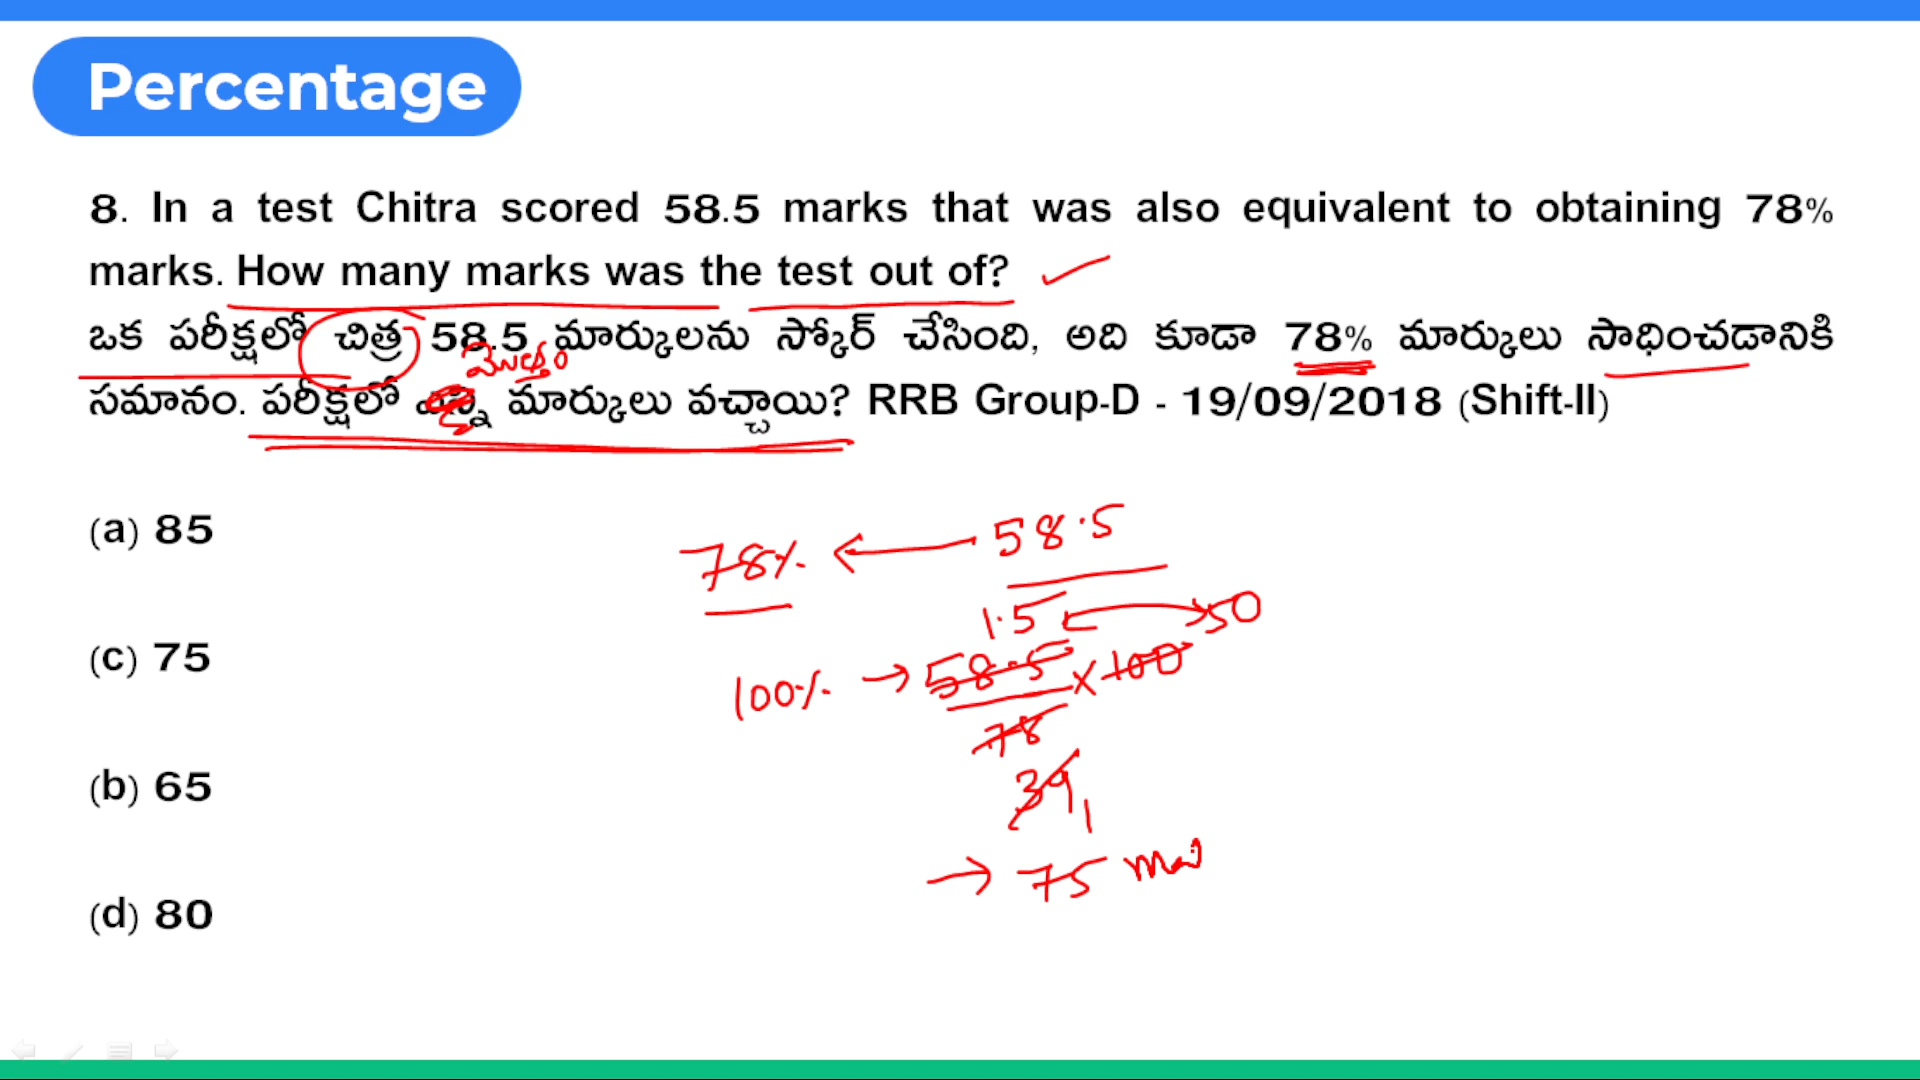 Percentage
8. In a test Chitra scored 58.5 marks that was also equivalent to obtaining 78%
marks. How many marks was the test out of?
ఒక పరీక్షలో చిత్ర 58.5 మార్కులను స్కోర్ చేసింది, అది కూడా 78% మార్కులు సాధించడానికి
మొత్తం
సమానం. పరీక్షలో ఎన్ని మార్కులు వచ్చాయి? RRB Group-D - 19/09/2018 (Shift-II)
(a) 85
78% ← 58.5
1.5 50
(c) 75
100% → 58.5 × 100
78
(b) 65
39 1
→ 75
(d) 80